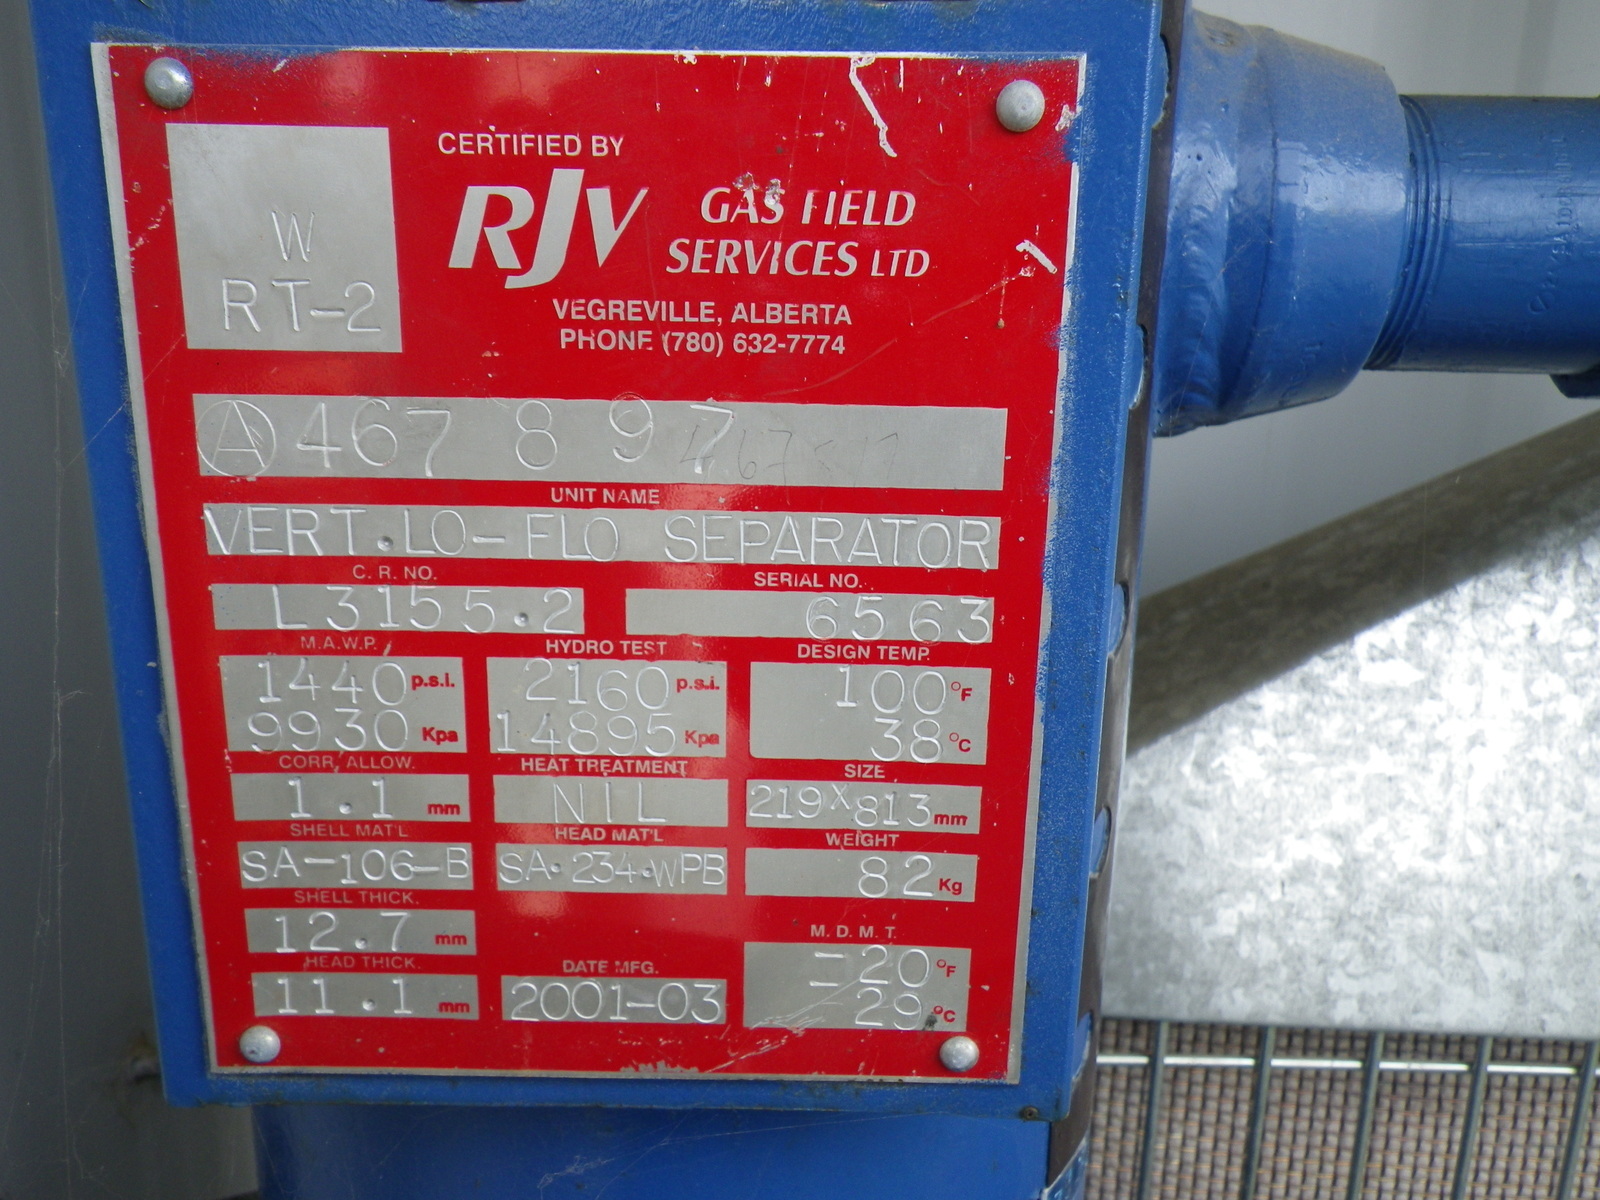 W
RT-2
CERTIFIED BY
RJV GAS FIELD SERVICES LTD
VEGREVILLE, ALBERTA
PHONE (780) 632-7774
A 467 8 9 7
UNIT NAME
VERT.LO-FLO SEPARATOR
C. R. NO. SERIAL NO.
L3155.2 6563
M.A.W.P. HYDRO TEST DESIGN TEMP.
1440 p.s.i. 2160 p.s.i. 100 °F
9930 Kpa 14895 Kpa 38 °C
CORR. ALLOW. HEAT TREATMENT SIZE
1.1 mm NIL 219X813 mm
SHELL MAT'L HEAD MAT'L WEIGHT
SA-106-B SA.234.WPB 82 Kg
SHELL THICK.
12.7 mm
M. D. M. T.
-20 °F
HEAD THICK. DATE MFG.
11.1 mm 2001-03 29 °C